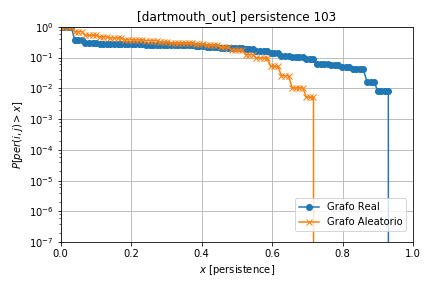 [dartmouth_out] persistence 103
P[per(i, j) > x]
10^0
10^−1
10^−2
10^−3
10^−4
10^−5
10^−6
10^−7
Grafo Real
Grafo Aleatorio
0.0 0.2 0.4 0.6 0.8 1.0
x [persistence]